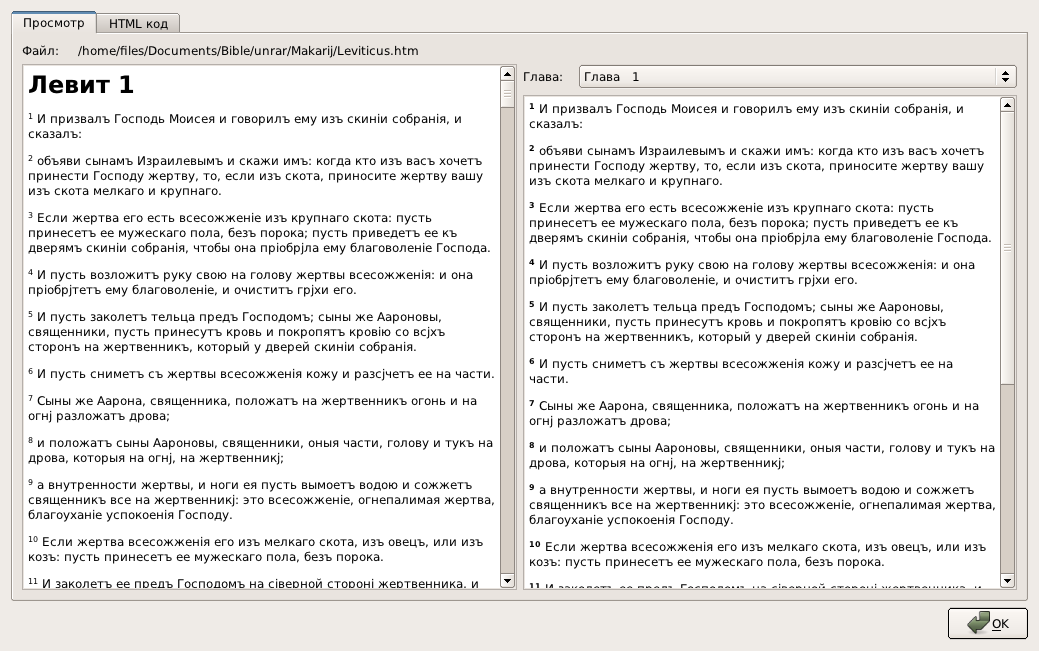 Просмотр
HTML код
Файл: /home/files/Documents/Bible/unrar/Makarij/Leviticus.htm
Левит 1
1 И призвалъ Господь Моисея и говорилъ ему изъ скиніи собранія, и
сказалъ:
2 объяви сынамъ Израилевымъ и скажи имъ: когда кто изъ васъ хочетъ
принести Господу жертву, то, если изъ скота, приносите жертву вашу
изъ скота мелкаго и крупнаго.
3 Если жертва его есть всесожженіе изъ крупнаго скота: пусть
принесетъ ее мужескаго пола, безъ порока; пусть приведетъ ее къ
дверямъ скиніи собранія, чтобы она пріобрјла ему благоволеніе Господа.
4 И пусть возложитъ руку свою на голову жертвы всесожженія: и она
пріобрјтетъ ему благоволеніе, и очиститъ грјхи его.
5 И пусть заколетъ тельца предъ Господомъ; сыны же Аароновы,
священники, пусть принесутъ кровь и покропятъ кровію со всјхъ
сторонъ на жертвенникъ, который у дверей скиніи собранія.
6 И пусть сниметъ съ жертвы всесожженія кожу и разсјчетъ ее на части.
7 Сыны же Аарона, священника, положатъ на жертвенникъ огонь и на
огнј разложатъ дрова;
8 и положатъ сыны Аароновы, священники, оныя части, голову и тукъ на
дрова, которыя на огнј, на жертвенникј;
9 а внутренности жертвы, и ноги ея пусть вымоетъ водою и сожжетъ
священникъ все на жертвенникј: это всесожженіе, огнепалимая жертва,
благоуханіе успокоенія Господу.
10 Если жертва всесожженія его изъ мелкаго скота, изъ овецъ, или изъ
козъ: пусть принесетъ ее мужескаго пола, безъ порока.
11 И заколетъ ее предъ Господомъ на сіверной стороні жертвенника, и
Глава: Глава 1
1 И призвалъ Господь Моисея и говорилъ ему изъ скиніи собранія, и
сказалъ:
2 объяви сынамъ Израилевымъ и скажи имъ: когда кто изъ васъ хочетъ
принести Господу жертву, то, если изъ скота, приносите жертву вашу
изъ скота мелкаго и крупнаго.
3 Если жертва его есть всесожженіе изъ крупнаго скота: пусть
принесетъ ее мужескаго пола, безъ порока; пусть приведетъ ее къ
дверямъ скиніи собранія, чтобы она пріобрјла ему благоволеніе Господа.
4 И пусть возложитъ руку свою на голову жертвы всесожженія: и она
пріобрјтетъ ему благоволеніе, и очиститъ грјхи его.
5 И пусть заколетъ тельца предъ Господомъ; сыны же Аароновы,
священники, пусть принесутъ кровь и покропятъ кровію со всјхъ
сторонъ на жертвенникъ, который у дверей скиніи собранія.
6 И пусть сниметъ съ жертвы всесожженія кожу и разсјчетъ ее на
части.
7 Сыны же Аарона, священника, положатъ на жертвенникъ огонь и на
огнј разложатъ дрова;
8 и положатъ сыны Аароновы, священники, оныя части, голову и тукъ на
дрова, которыя на огнј, на жертвенникј;
9 а внутренности жертвы, и ноги ея пусть вымоетъ водою и сожжетъ
священникъ все на жертвенникј: это всесожженіе, огнепалимая жертва,
благоуханіе успокоенія Господу.
10 Если жертва всесожженія его изъ мелкаго скота, изъ овецъ, или изъ
козъ: пусть принесетъ ее мужескаго пола, безъ порока.
11 И заколетъ ее предъ Господомъ на сіверной стороні жертвенника, и
OK